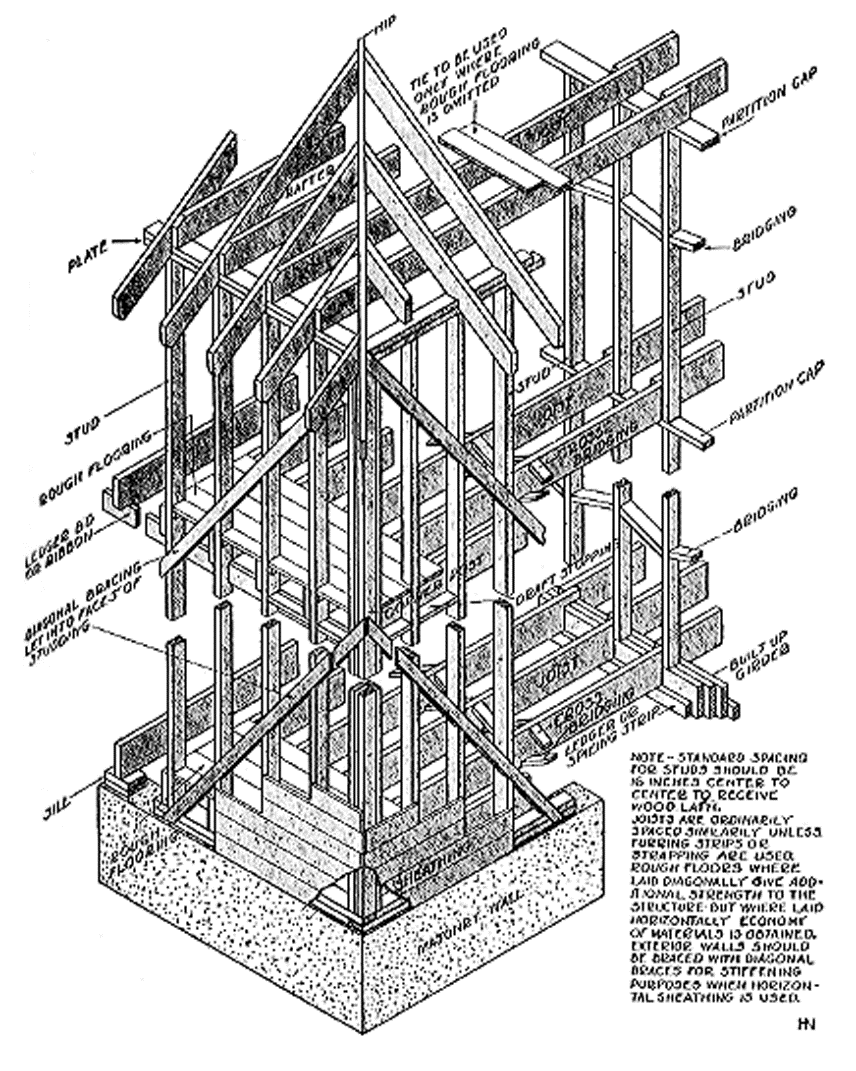 HIP
TIE TO BE USED
ONLY WHERE
ROUGH FLOORING
IS OMITTED
PARTITION CAP
RAFTER
PLATE
BRIDGING
STUD
STUD
PARTITION CAP
STUD
JOIST
CROSS
BRIDGING
ROUGH FLOORING
LEDGER BD
OR RIBBON
BRIDGING
DIAGONAL BRACING
LET INTO FACES OF
STUDDING
CORNER POST
DRAFT STOPPING
JOIST
BUILT UP
GIRDER
CROSS
BRIDGING
LEDGER OR
SPICING STRIP
SILL
ROUGH
FLOORING
SHEATHING
MASONRY WALL
NOTE - STANDARD SPACING
FOR STUDS SHOULD BE
16 INCHES CENTER TO
CENTER TO RECEIVE
WOOD LATH.
JOISTS ARE ORDINARILY
SPACED SIMILARILY UNLESS
FURRING STRIPS OR
STRAPPING ARE USED.
ROUGH FLOORS WHERE
LAID DIAGONALLY GIVE ADD-
ITIONAL STRENGTH TO THE
STRUCTURE BUT WHERE LAID
HORIZONTALLY ECONOMY
OF MATERIALS IS OBTAINED.
EXTERIOR WALLS SHOULD
BE BRACED WITH DIAGONAL
BRACES FOR STIFFENING
PURPOSES WHEN HORIZON-
TAL SHEATHING IS USED.
HN